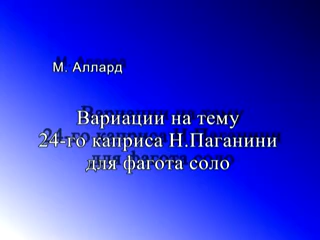 М. Аллард
Вариации на тему
24-го каприса Н.Паганини
для фагота соло